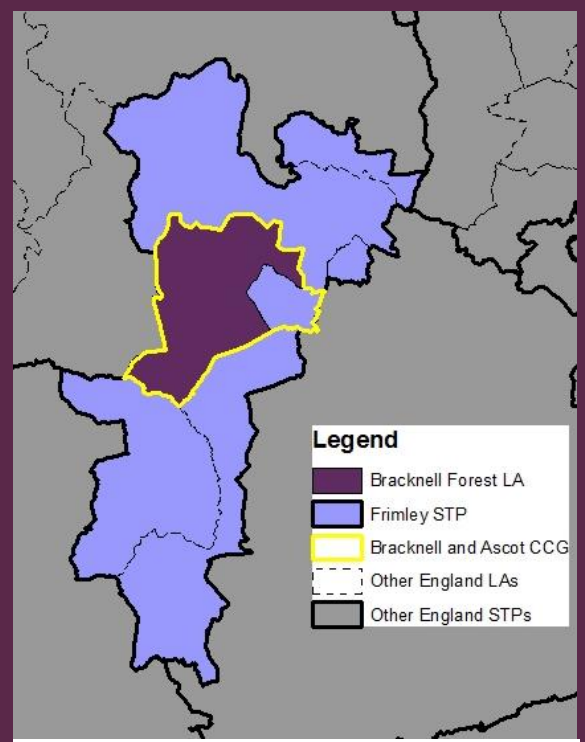 Legend
Bracknell Forest LA
Frimley STP
Bracknell and Ascot CCG
Other England LAs
Other England STPs